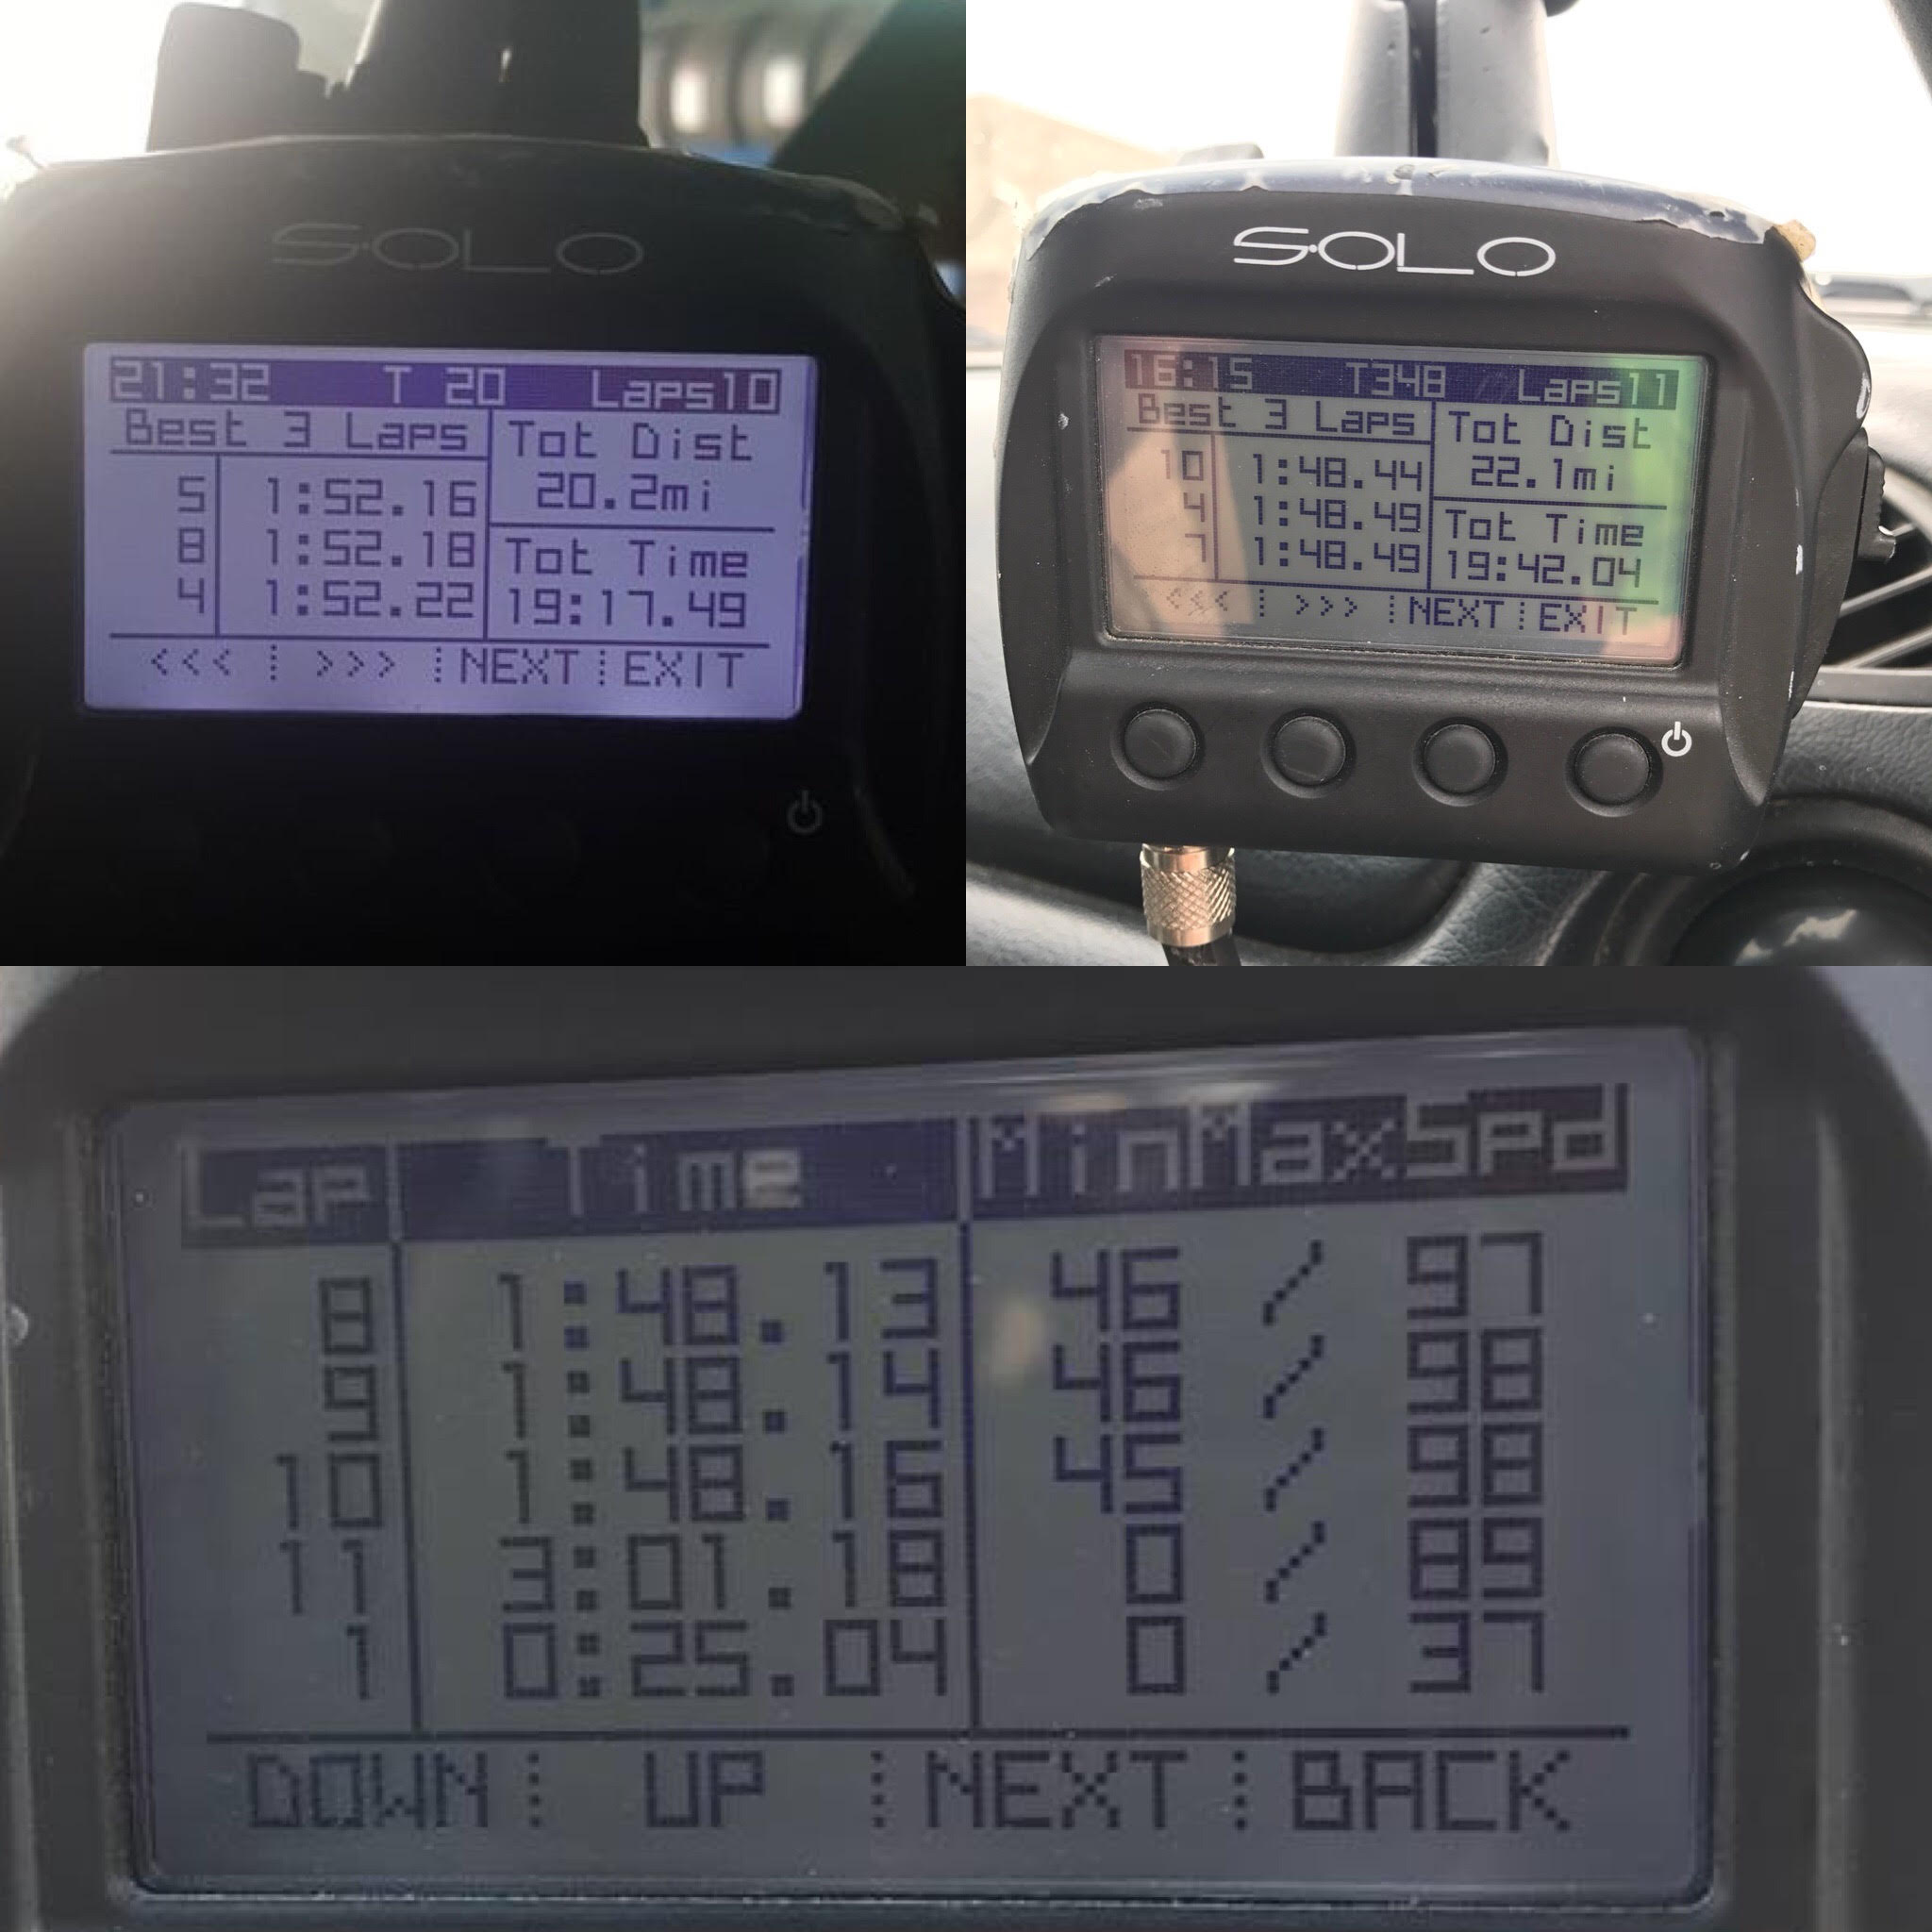 SOLO
21:32 T 20 Laps10
Best 3 Laps
5 1:52.16
8 1:52.18
4 1:52.22
Tot Dist
20.2mi
Tot Time
19:17.49
<<< >>> NEXT EXIT
SOLO
16:15 T348 Laps11
Best 3 Laps
10 1:48.44
4 1:48.49
7 1:48.49
Tot Dist
22.1mi
Tot Time
19:42.04
<<< >>> NEXT EXIT
Lap Time MinMaxSpd
8 1:48.13 46 / 97
9 1:48.14 46 / 98
10 1:48.16 45 / 98
11 3:01.18 0 / 89
1 0:25.04 0 / 37
DOWN UP NEXT BACK